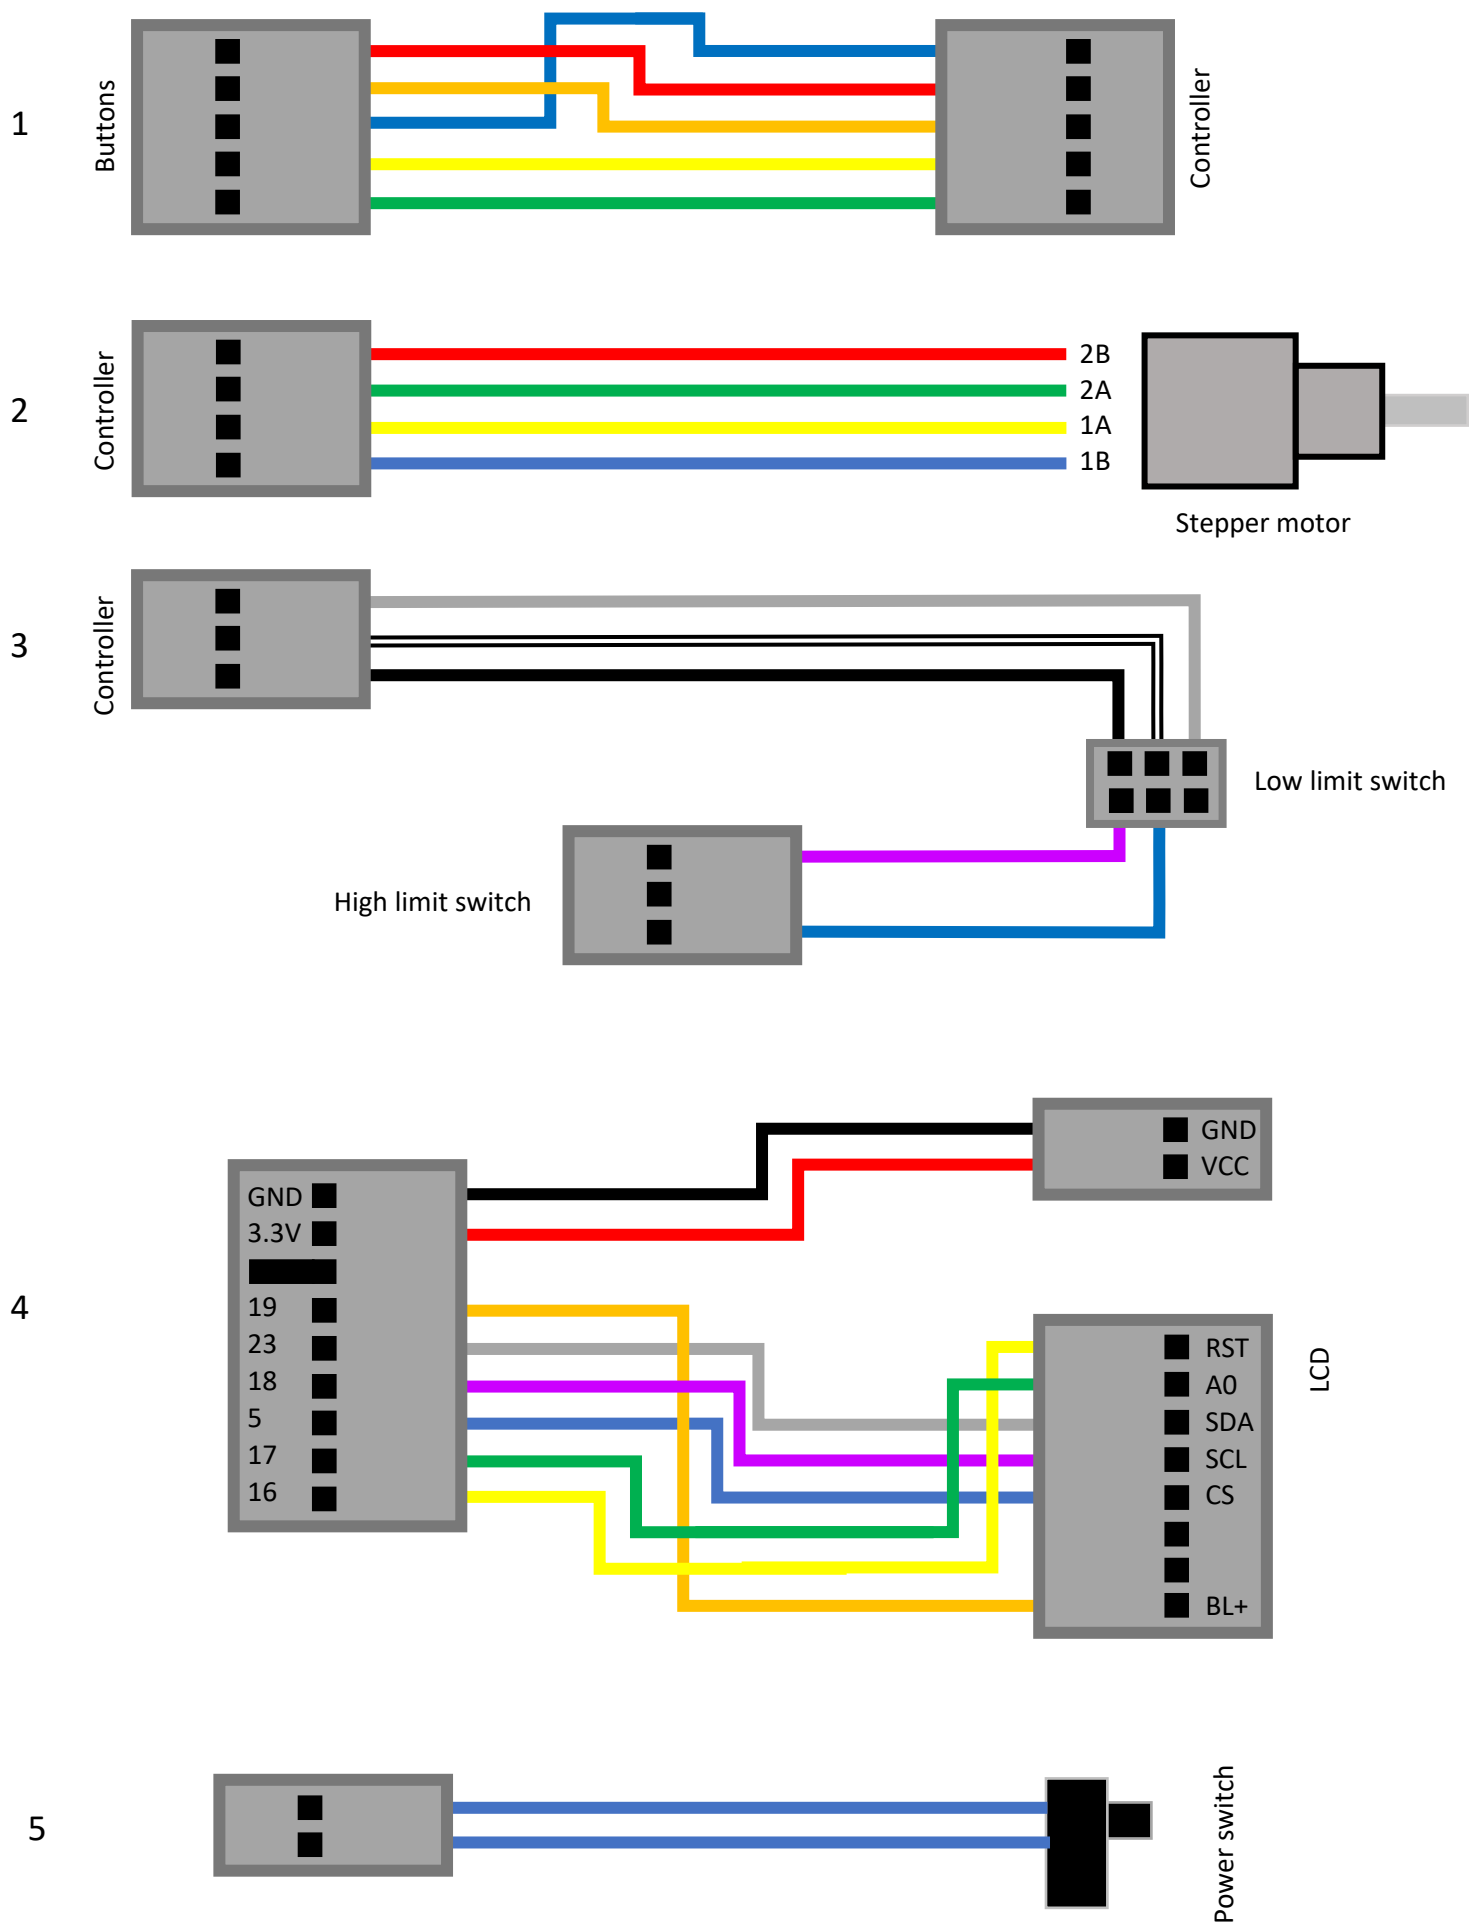 1
Buttons
Controller
2
Controller
2B
2A
1A
1B
Stepper motor
3
Controller
Low limit switch
High limit switch
4
GND
3.3V
19
23
18
5
17
16
GND
VCC
RST
A0
SDA
SCL
CS
BL+
LCD
5
Power switch